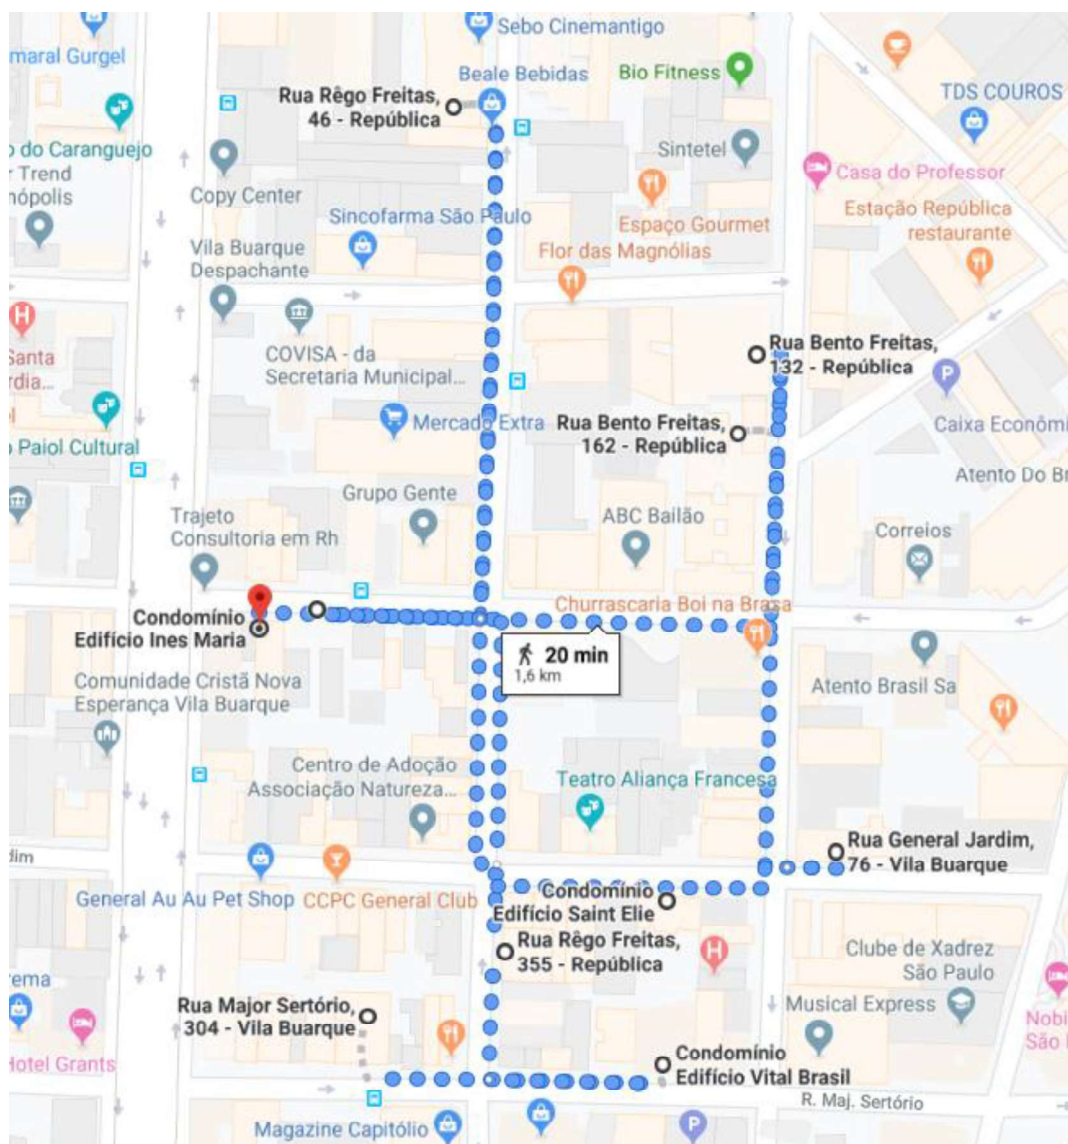 Sebo Cinemantigo
maral Gurgel
Beale Bebidas
Bio Fitness
Rua Rêgo Freitas,
46 - República
TDS COUROS
o do Caranguejo
r Trend
nópolis
Copy Center
Sintetel
Casa do Professor
Sincofarma São Paulo
Espaço Gourmet
Estação República
restaurante
Vila Buarque
Despachante
Flor das Magnólias
H
Santa
rdia...
COVISA - da
Secretaria Municipal...
Rua Bento Freitas,
132 - República
P
Mercado Extra
Rua Bento Freitas,
162 - República
Caixa Econômi
o Paiol Cultural
Grupo Gente
Atento Do Br
Trajeto
Consultoria em Rh
ABC Bailão
Correios
Condomínio
Edifício Ines Maria
Churrascaria Boi na Brasa
20 min
1,6 km
Comunidade Cristã Nova
Esperança Vila Buarque
Atento Brasil Sa
Centro de Adoção
Associação Natureza...
Teatro Aliança Francesa
Rua General Jardim,
76 - Vila Buarque
dim
General Au Au Pet Shop
CCPC General Club
Condomínio
Edifício Saint Elie
Rua Rêgo Freitas,
355 - República
H
Clube de Xadrez
São Paulo
rema
Rua Major Sertório,
304 - Vila Buarque
Musical Express
Nobi
São
Hotel Grants
Condomínio
Edifício Vital Brasil
R. Maj. Sertório
Magazine Capitólio
P